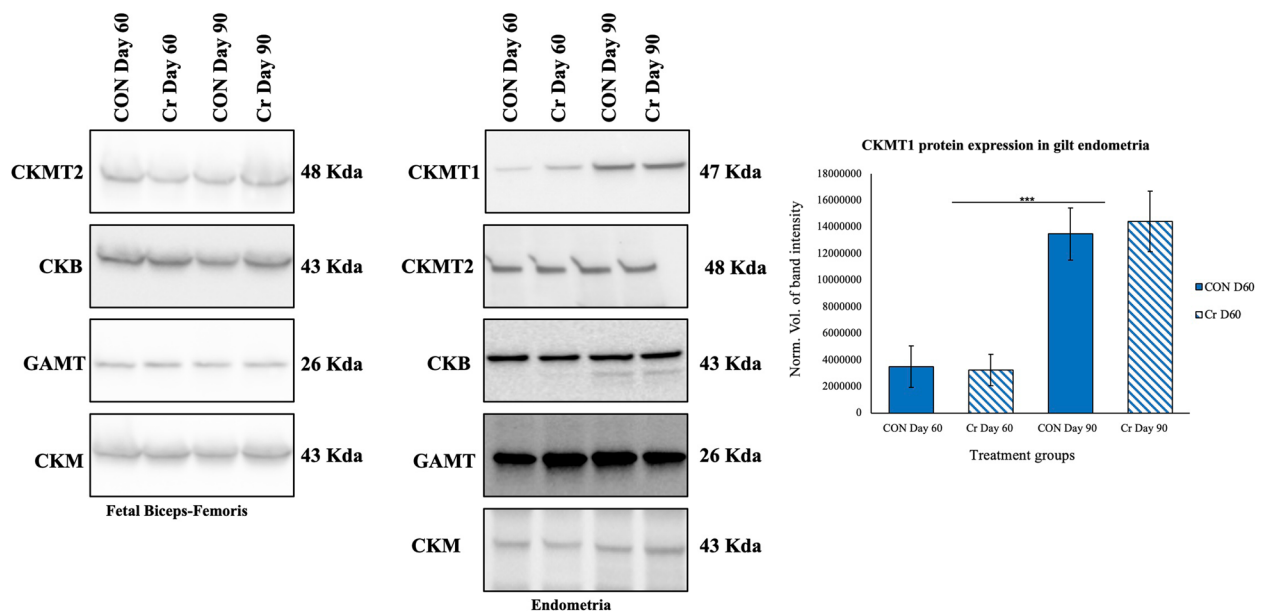 CON Day 60
Cr Day 60
CON Day 90
Cr Day 90
CKMT2
48 Kda
CKB
43 Kda
GAMT
26 Kda
CKM
43 Kda
Fetal Biceps-Femoris
CON Day 60
Cr Day 60
CON Day 90
Cr Day 90
CKMT1
47 Kda
CKMT2
48 Kda
CKB
43 Kda
GAMT
26 Kda
CKM
43 Kda
Endometria
CKMT1 protein expression in gilt endometria
Norm. Vol. of band intensity
18000000
16000000
14000000
12000000
10000000
8000000
6000000
4000000
2000000
0
***
CON Day 60
Cr Day 60
CON Day 90
Cr Day 90
Treatment groups
CON D60
Cr D60